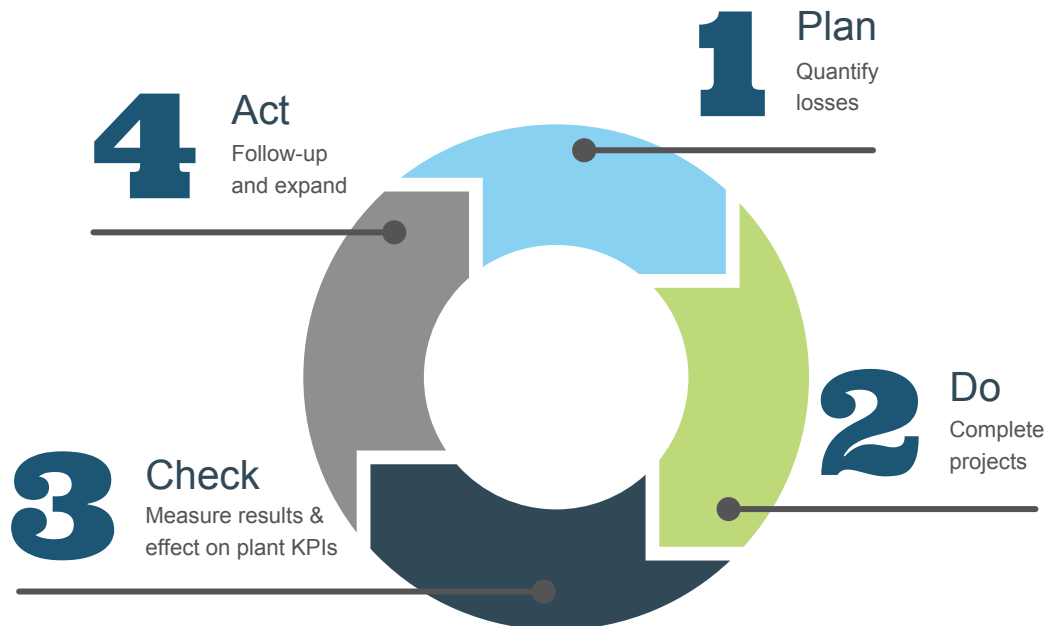 1
Plan
Quantify
losses
2
Do
Complete
projects
3
Check
Measure results &
effect on plant KPIs
4
Act
Follow-up
and expand